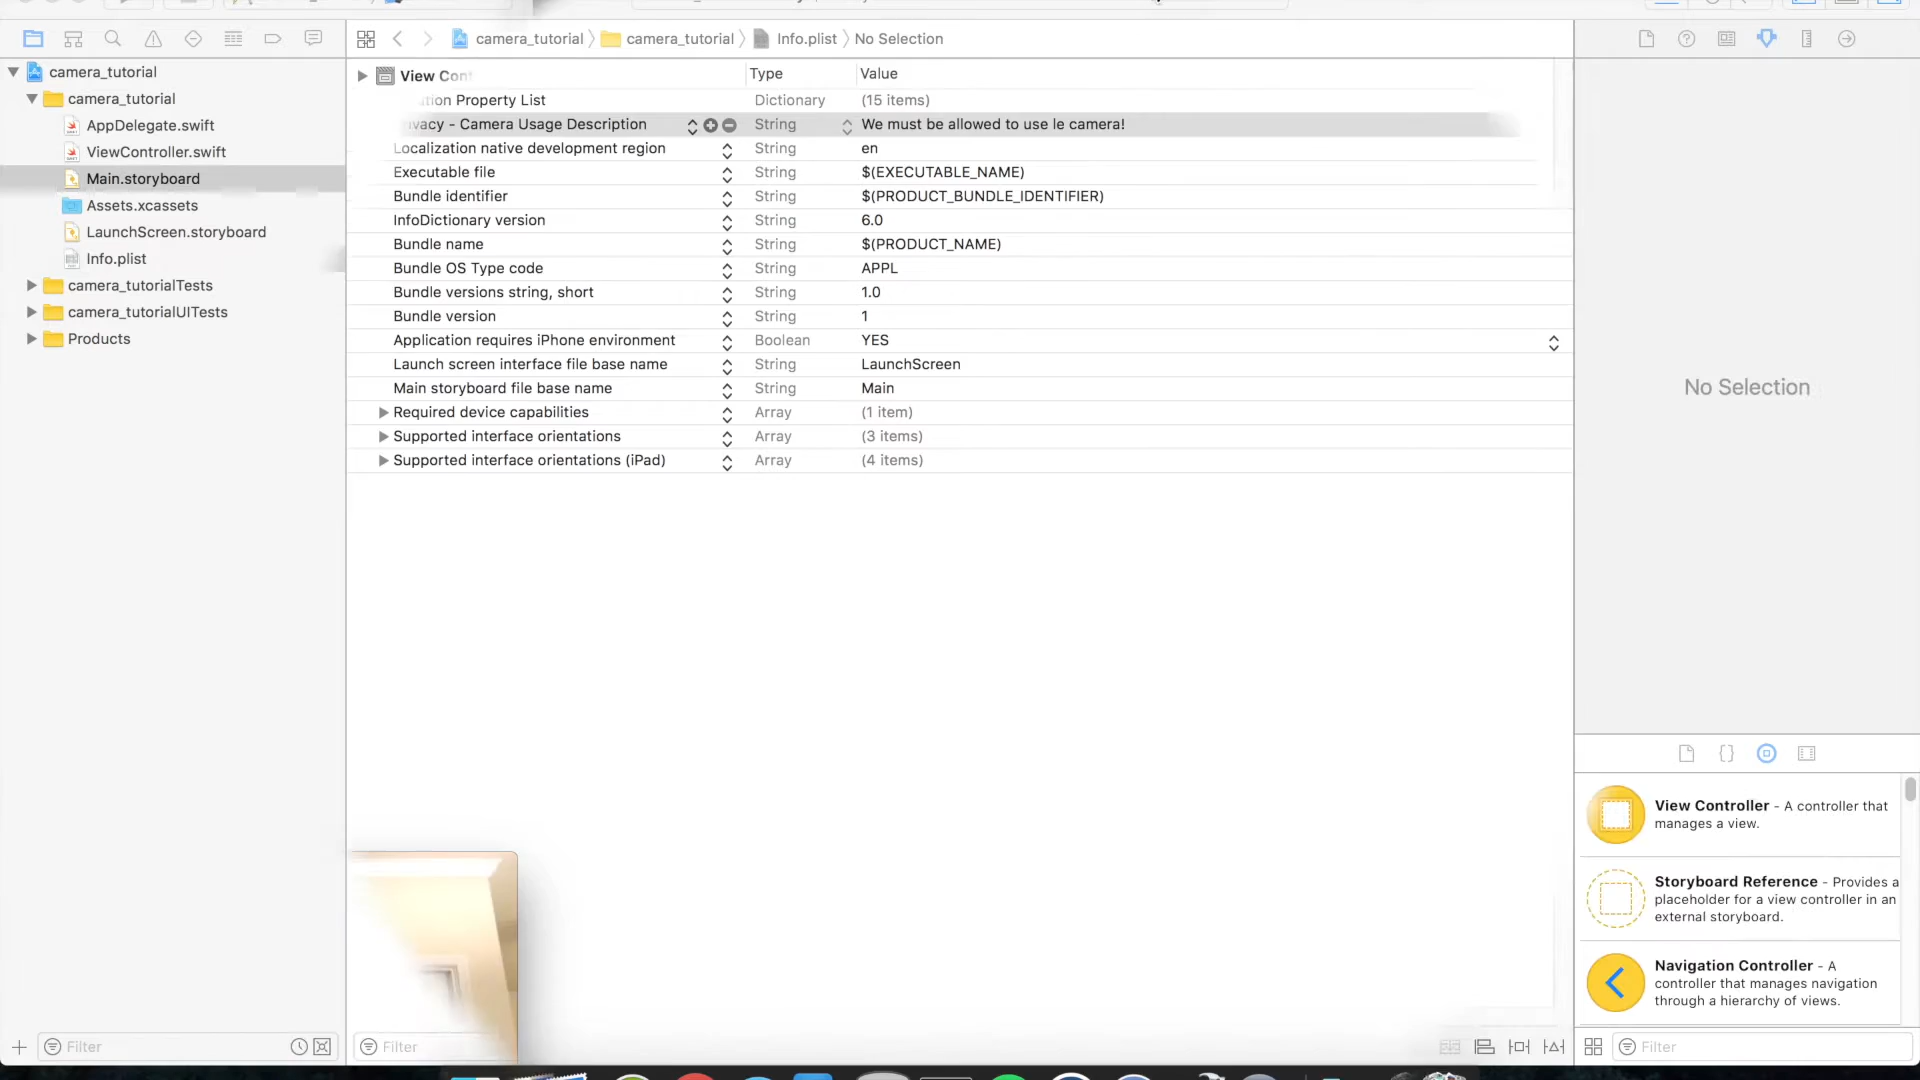 camera_tutorial camera_tutorial Info.plist No Selection
camera_tutorial
camera_tutorial
AppDelegate.swift
ViewController.swift
Main.storyboard
Assets.xcassets
LaunchScreen.storyboard
Info.plist
camera_tutorialTests
camera_tutorialUITests
Products
Filter
View Type Value
Property List Dictionary (15 items)
- Camera Usage Description String We must be allowed to use le camera!
Localization native development region String en
Executable file String $(EXECUTABLE_NAME)
Bundle identifier String $(PRODUCT_BUNDLE_IDENTIFIER)
InfoDictionary version String 6.0
Bundle name String $(PRODUCT_NAME)
Bundle OS Type code String APPL
Bundle versions string, short String 1.0
Bundle version String 1
Application requires iPhone environment Boolean YES
Launch screen interface file base name String LaunchScreen
Main storyboard file base name String Main
Required device capabilities Array (1 item)
Supported interface orientations Array (3 items)
Supported interface orientations (iPad) Array (4 items)
Filter
No Selection
View Controller - A controller that
manages a view.
Storyboard Reference - Provides a
placeholder for a view controller in an
external storyboard.
Navigation Controller - A
controller that manages navigation
through a hierarchy of views.
Filter